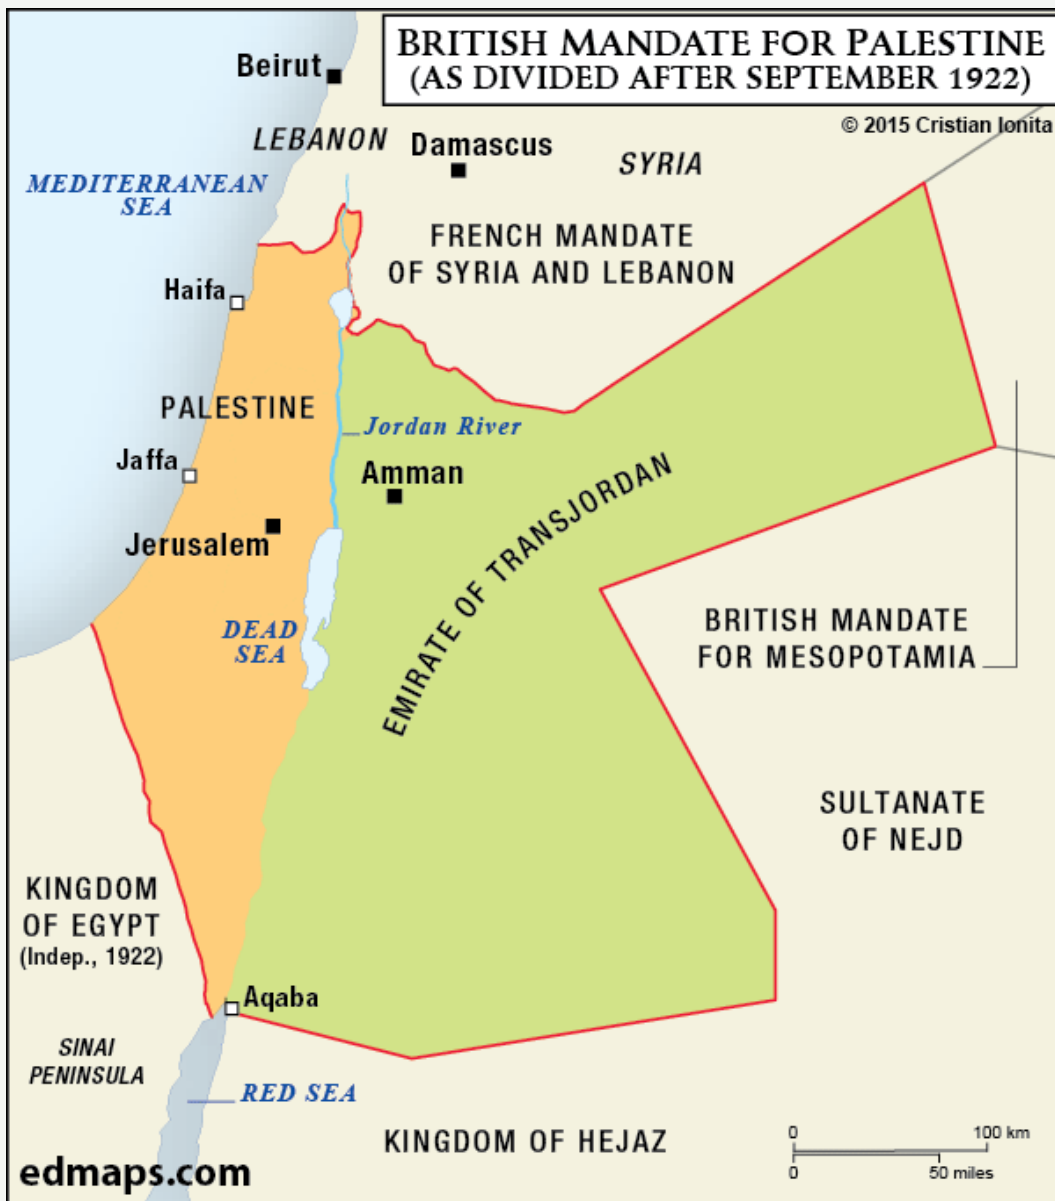 BRITISH MANDATE FOR PALESTINE
(AS DIVIDED AFTER SEPTEMBER 1922)
© 2015 Cristian Ionita
Beirut
LEBANON
Damascus
SYRIA
MEDITERRANEAN
SEA
FRENCH MANDATE
OF SYRIA AND LEBANON
Haifa
PALESTINE
Jordan River
Jaffa
Amman
Jerusalem
EMIRATE OF TRANSJORDAN
DEAD
SEA
BRITISH MANDATE
FOR MESOPOTAMIA
SULTANATE
OF NEJD
KINGDOM
OF EGYPT
(Indep., 1922)
Aqaba
SINAI
PENINSULA
RED SEA
KINGDOM OF HEJAZ
0 100 km
0 50 miles
edmaps.com